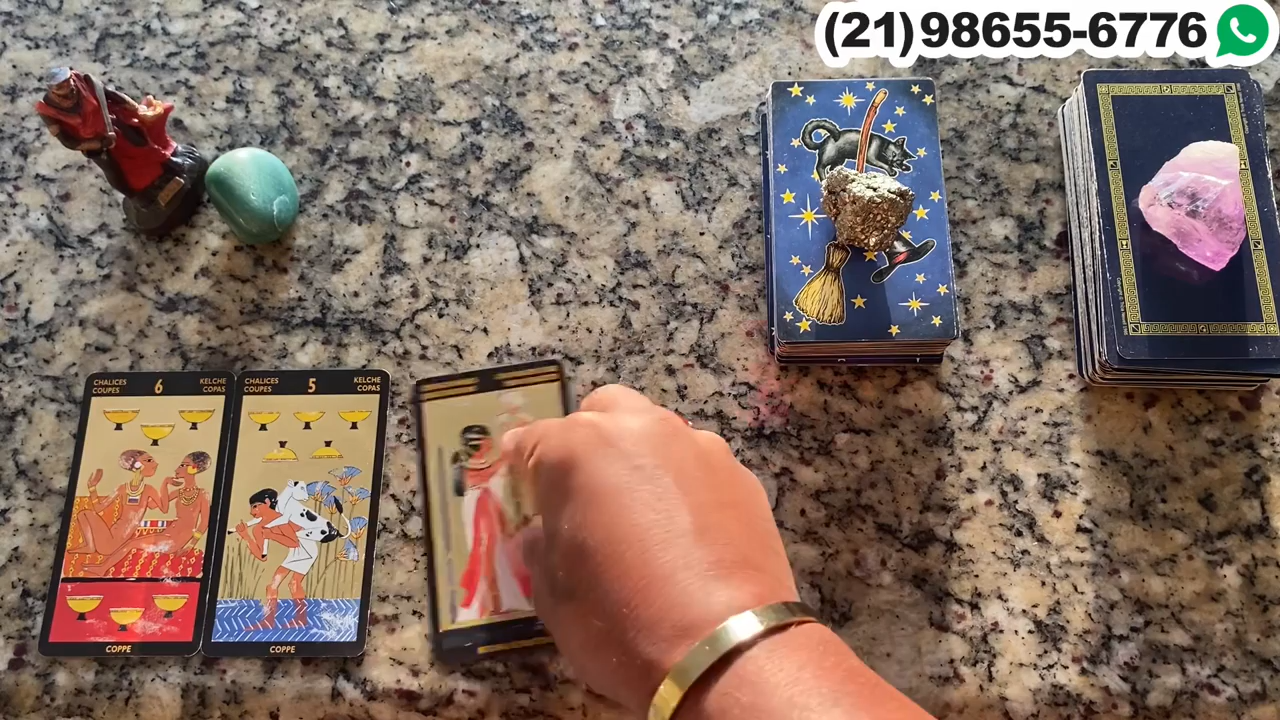 (21)98655-6776
CHALICES 6 KELCHE
COUPES COPAS
COPPE
CHALICES 5 KELCHE
COUPES COPAS
COPPE